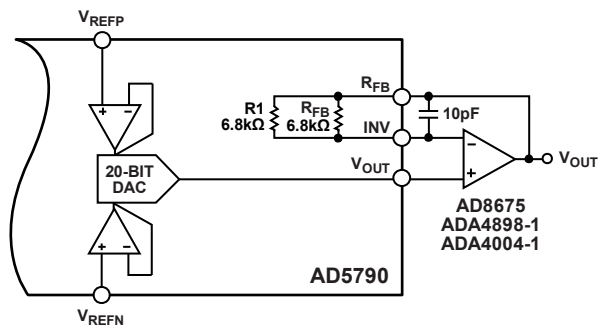 VREFP
R1
6.8kΩ
RFB
6.8kΩ
RFB
10pF
INV
20-BIT
DAC
VOUT
VOUT
AD8675
ADA4898-1
ADA4004-1
AD5790
VREFN
+ −
+ −
−
+